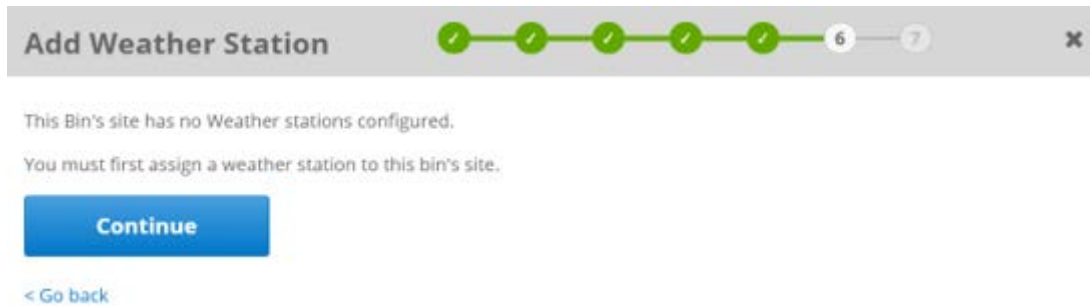 Add Weather Station
6
7
This Bin's site has no Weather stations configured.
You must first assign a weather station to this bin's site.
Continue
< Go back